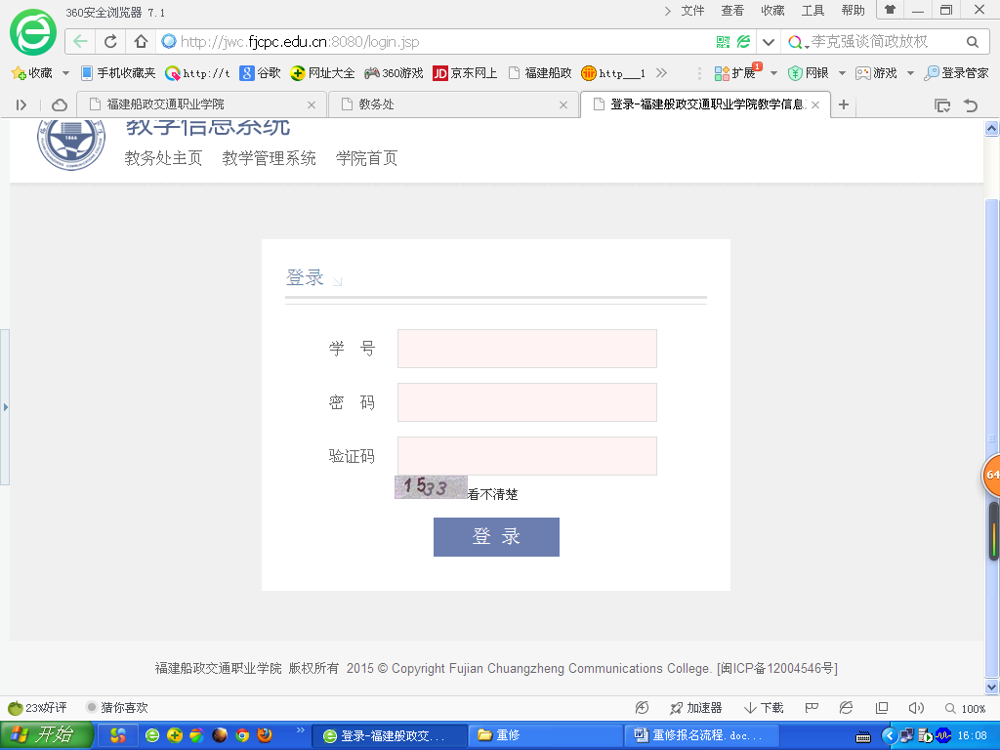 360安全浏览器 7.1
文件 查看 收藏 工具 帮助
http://jwc.fjcpc.edu.cn:8080/login.jsp
李克强谈简政放权
收藏 手机收藏夹 http://t 谷歌 网址大全 360游戏 京东网上 福建船政 http___1 扩展 1 网银 游戏 登录管家
福建船政交通职业学院
教务处
登录-福建船政交通职业学院教学信息
教学信息系统
教务处主页 教学管理系统 学院首页
登录
学 号
密 码
验证码
1533
看不清楚
登 录
64
福建船政交通职业学院 版权所有 2015 © Copyright Fujian Chuangzheng Communications College. [闽ICP备12004546号]
23%好评 猜你喜欢
加速器 下载 100%
开始
登录-福建船政交...
重修
重修报名流程.doc...
16:08